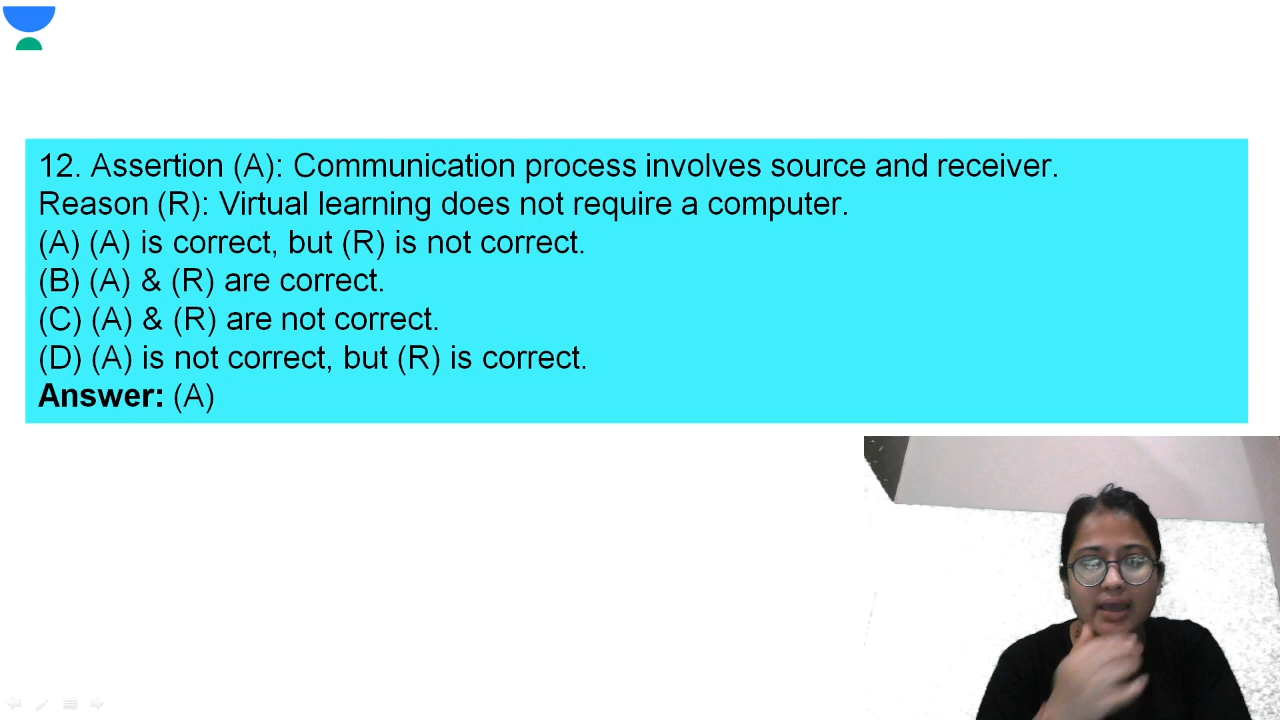 12. Assertion (A): Communication process involves source and receiver.
Reason (R): Virtual learning does not require a computer.
(A) (A) is correct, but (R) is not correct.
(B) (A) & (R) are correct.
(C) (A) & (R) are not correct.
(D) (A) is not correct, but (R) is correct.
Answer: (A)